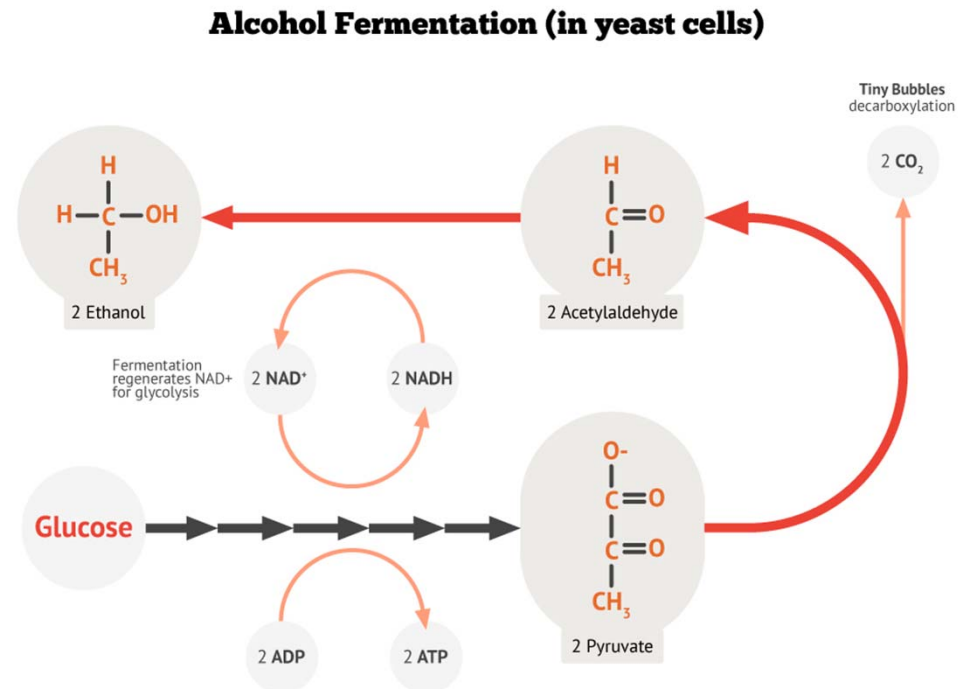 Alcohol Fermentation (in yeast cells)
Tiny Bubbles
decarboxylation
2 CO₂
H
H–C–OH
CH₃
2 Ethanol
H
C=O
CH₃
2 Acetylaldehyde
Fermentation
regenerates NAD+
for glycolysis
2 NAD⁺
2 NADH
Glucose
O-
C=O
C=O
CH₃
2 Pyruvate
2 ADP
2 ATP